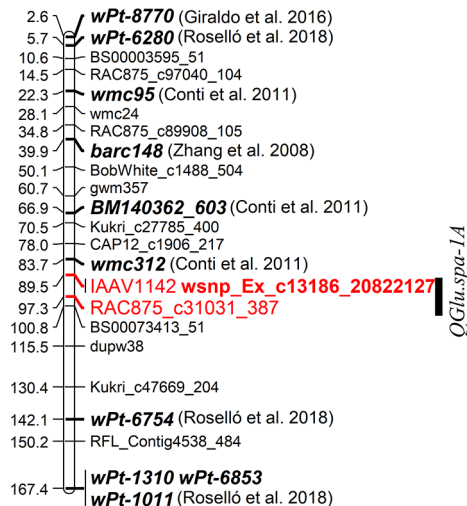 2.6 wPt-8770 (Giraldo et al. 2016)
5.7 wPt-6280 (Roselló et al. 2018)
10.6 BS00003595_51
14.5 RAC875_c97040_104
22.3 wmc95 (Conti et al. 2011)
28.1 wmc24
34.8 RAC875_c89908_105
39.9 barc148 (Zhang et al. 2008)
50.1 BobWhite_c1488_504
60.7 gwm357
66.9 BM140362_603 (Conti et al. 2011)
70.5 Kukri_c27785_400
78.0 CAP12_c1906_217
83.7 wmc312 (Conti et al. 2011)
89.5 IAAV1142 wsnp_Ex_c13186_20822127
97.3 RAC875_c31031_387
100.8 BS00073413_51
115.5 dupw38
130.4 Kukri_c47669_204
142.1 wPt-6754 (Roselló et al. 2018)
150.2 RFL_Contig4538_484
167.4 wPt-1310 wPt-6853
wPt-1011 (Roselló et al. 2018)
QGlu.spa-1A